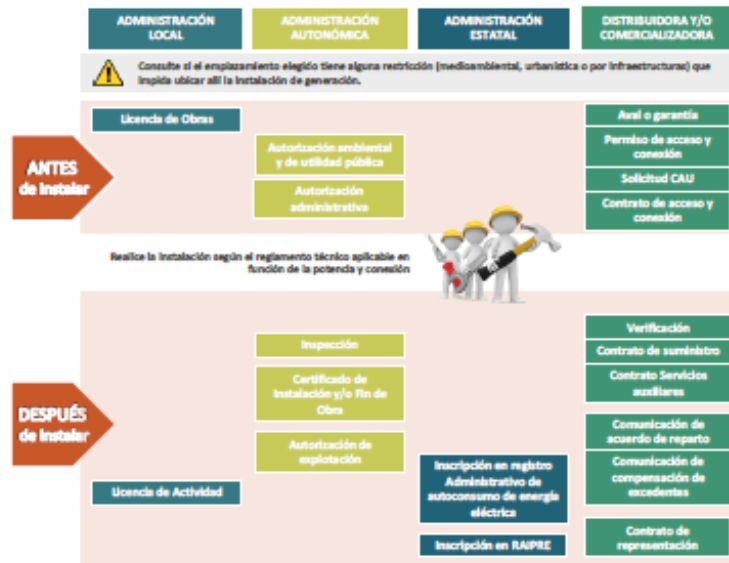 ADMINISTRACIÓN
LOCAL
ADMINISTRACIÓN
AUTONÓMICA
ADMINISTRACIÓN
ESTATAL
DISTRIBUIDORA Y/O
COMERCIALIZADORA
Consulte si el emplazamiento elegido tiene alguna restricción (medioambiental, urbanística o por infraestructuras) que
impida ubicar allí la instalación de generación.
ANTES
de instalar
Licencia de Obras
Autorización ambiental
y de utilidad pública
Autorización
administrativa
Aval o garantía
Permiso de acceso y
conexión
Solicitud CAU
Contrato de acceso y
conexión
Realice la instalación según el reglamento técnico aplicable en
función de la potencia y conexión
DESPUÉS
de instalar
Licencia de Actividad
Inspección
Certificado de
Instalación y/o Fin de
Obra
Autorización de
explotación
Inscripción en registro
Administrativo de
autoconsumo de energía
eléctrica
Inscripción en RAIPRE
Verificación
Contrato de suministro
Contrato Servicios
auxiliares
Comunicación de
acuerdo de reparto
Comunicación de
compensación de
excedentes
Contrato de
representación